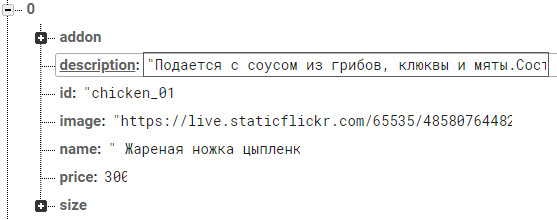 0
addon
description: "Подается с соусом из грибов, клюквы и мяты.Сост
id: "chicken_01
image: "https://live.staticflickr.com/65535/48580764482
name: " Жареная ножка цыпленк
price: 300
size